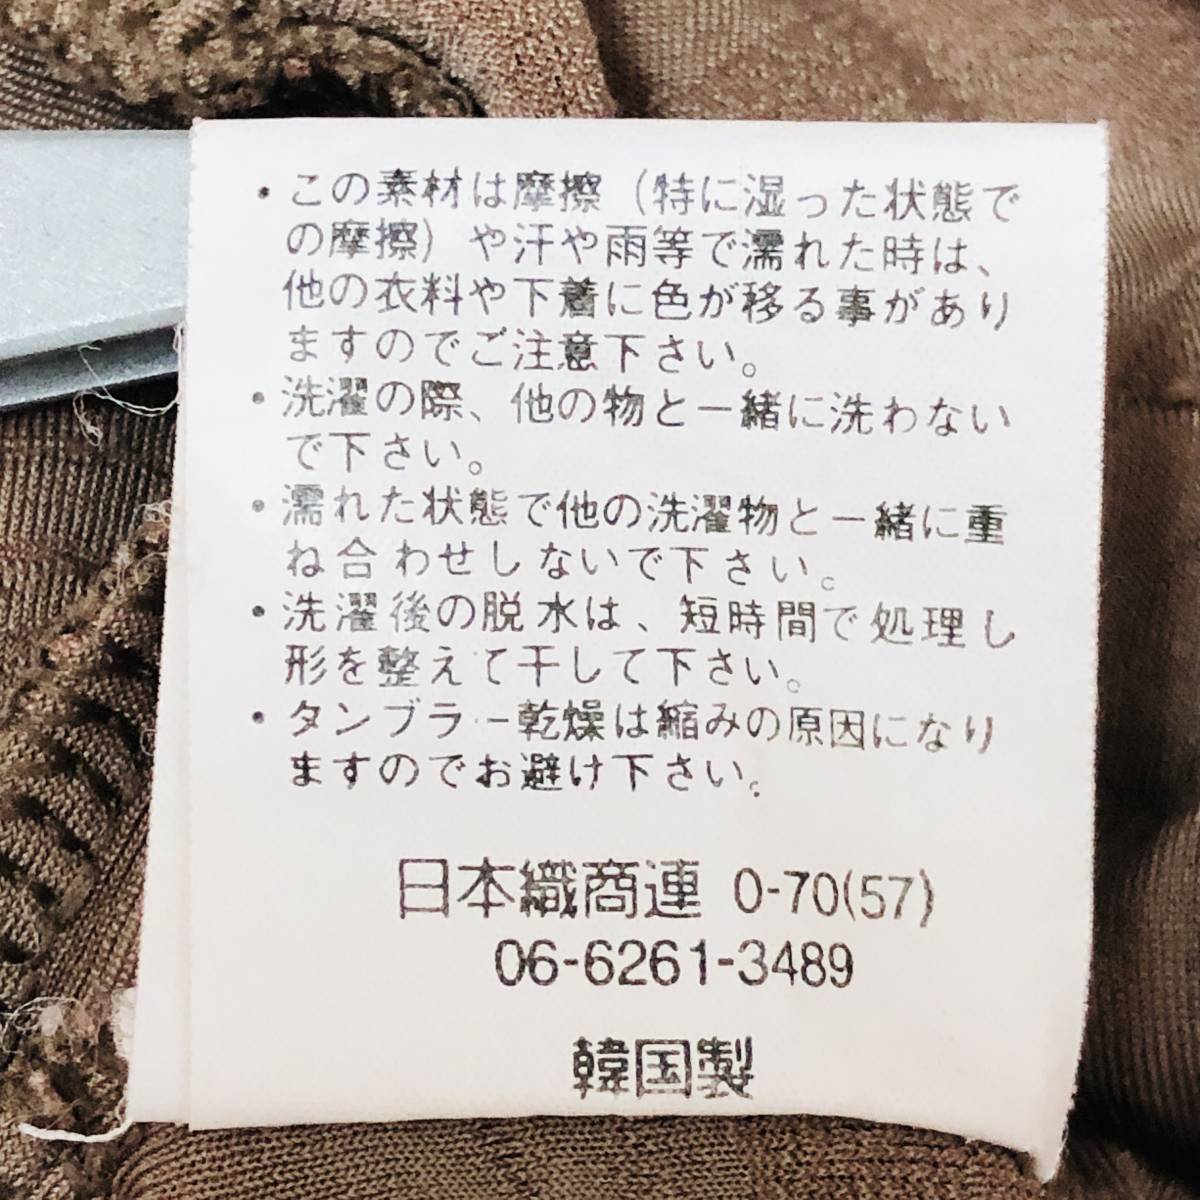 ・この素材は摩擦（特に湿った状態で
の摩擦）や汗や雨等で濡れた時は、
他の衣料や下着に色が移る事があり
ますのでご注意下さい。
・洗濯の際、他の物と一緒に洗わない
で下さい。
・濡れた状態で他の洗濯物と一緒に重
ね合わせしないで下さい。
・洗濯後の脱水は、短時間で処理し
形を整えて干して下さい。
・タンブラー乾燥は縮みの原因になり
ますのでお避け下さい。
日本織商連 0-70(57)
06-6261-3489
韓国製